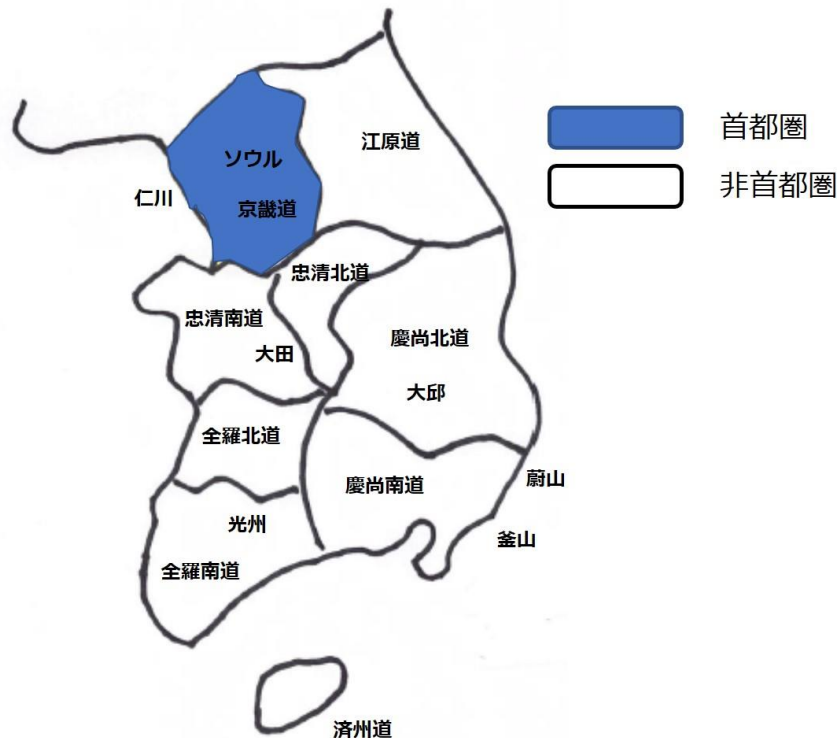 首都圏
非首都圏
江原道
ソウル
京畿道
仁川
忠清北道
忠清南道
大田
慶尚北道
大邱
全羅北道
慶尚南道
蔚山
光州
釜山
全羅南道
済州道